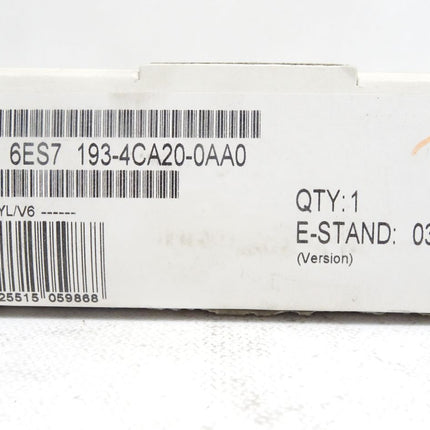 6ES7 193-4CA20-0AA0
YL/V6 ------
QTY:1
E-STAND: 03
(Version)
25515 059868